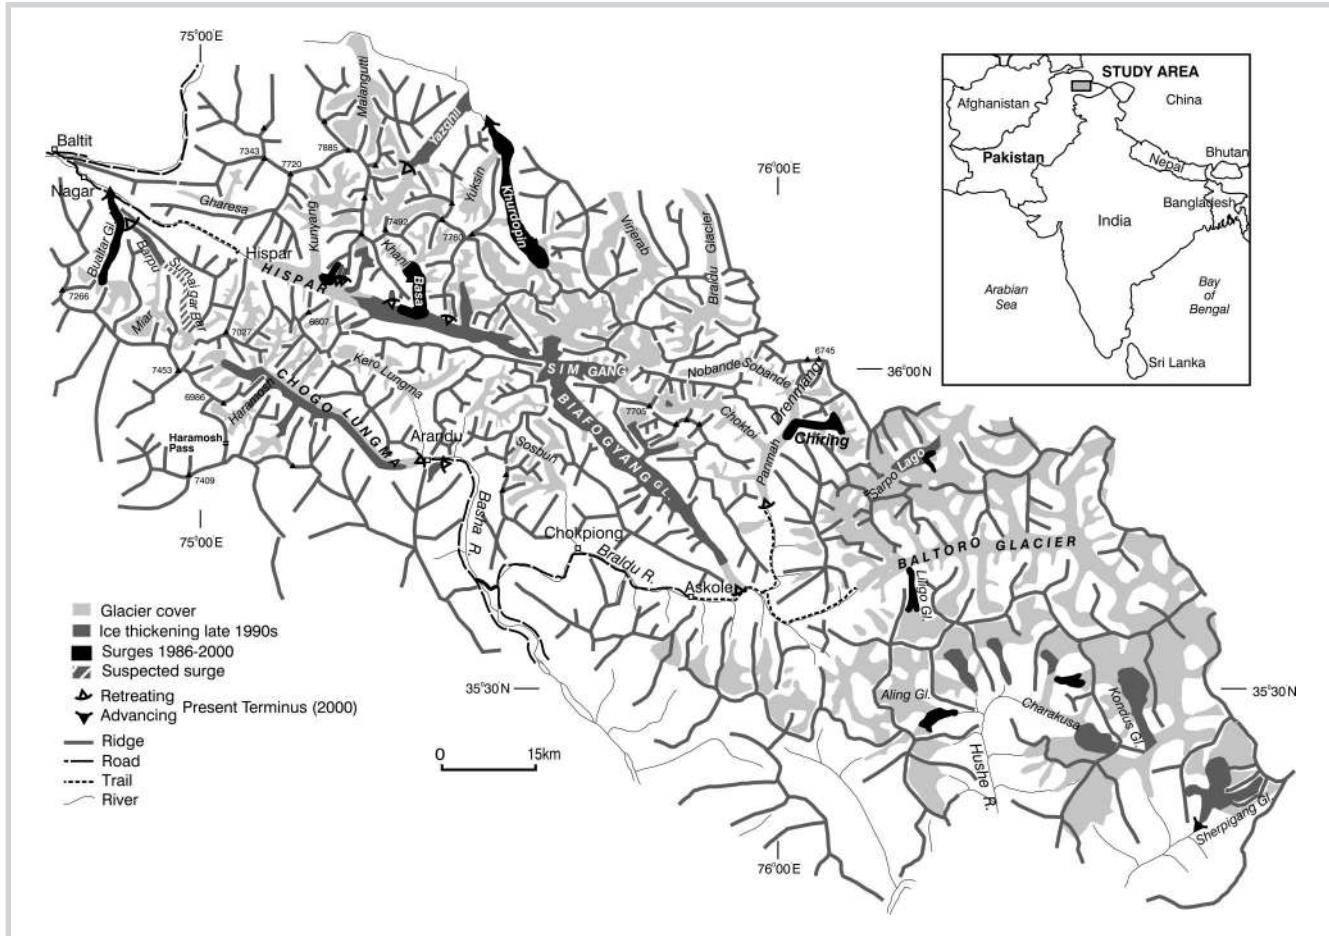 75°00'E
Baltit
Nagar
7343
7720
7885
Malangutti
Yazghil
Yuksin
Khurdopin
76°00'E
Gharesa
Kunyang
7492
Khani
7760
Basa
Virjerab
Braldu Glacier
Bualtar Gl.
Barpu
Sumaiqar Bar
Hispar
HISPAR
7266
Miar
7027
6607
7453
6986
Haramosh
Haramosh
Pass
7409
CHOGO LUNGMA
Kero Lungma
Arandu
SIM GANG
BIAFO GYANG GL.
7705
Nobande Sobande
6745
36°00'N
Drenmang
Choktoi
Chiring
Panmah
Sosbun
Sarpo Lago
75°00'E
Basha R.
Chokpiong
Braldu R.
Askole
BALTORO GLACIER
Liligo Gl.
35°30'N
35°30'N
Aling Gl.
Charakusa
Kondus Gl.
Hushe R.
Sherpigang Gl.
76°00'E
STUDY AREA
Afghanistan
China
Pakistan
Nepal
Bhutan
Bangladesh
India
Arabian
Sea
Bay
of
Bengal
Sri Lanka
Glacier cover
Ice thickening late 1990s
Surges 1986-2000
Suspected surge
Retreating
Advancing
Present Terminus (2000)
Ridge
Road
Trail
River
0 15km